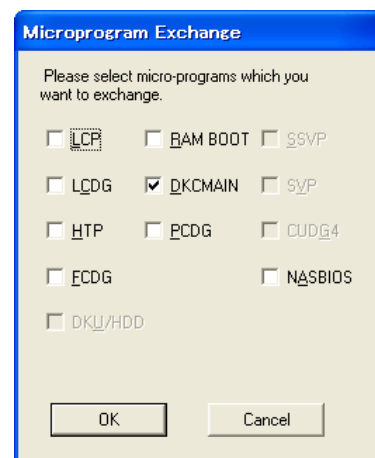 Microprogram Exchange
Please select micro-programs which you
want to exchange.
LCP RAM BOOT SSVP
LCDG DKCMAIN SVP
HTP PCDG CUDG4
FCDG NASBIOS
DKU/HDD
OK Cancel